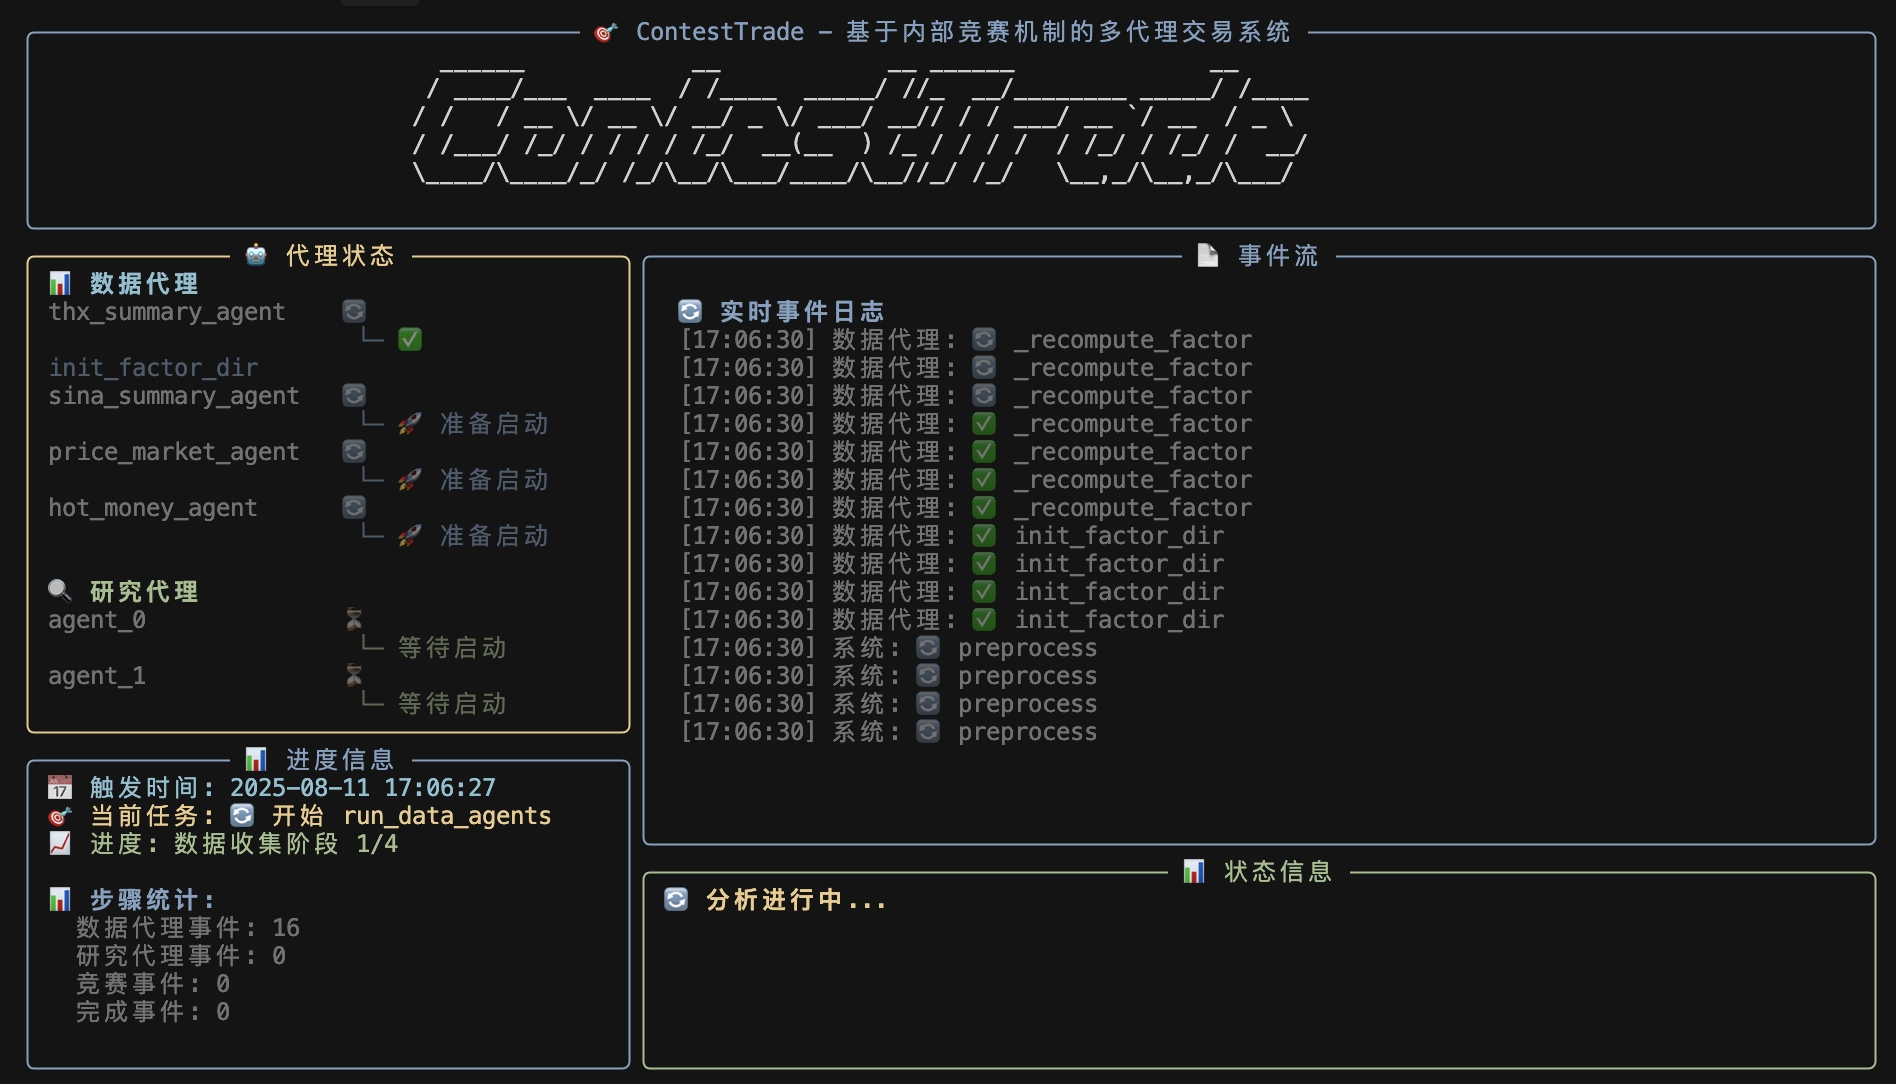 🎯 ContestTrade - 基于内部竞赛机制的多代理交易系统
ContestTrade
🤖 代理状态
📊 数据代理
thx_summary_agent 🔄
└─ ✅
init_factor_dir
sina_summary_agent 🔄
└─ 🚀 准备启动
price_market_agent 🔄
└─ 🚀 准备启动
hot_money_agent 🔄
└─ 🚀 准备启动
🔍 研究代理
agent_0 ⏳
└─ 等待启动
agent_1 ⏳
└─ 等待启动
📊 进度信息
📅 触发时间: 2025-08-11 17:06:27
🎯 当前任务: 🔄 开始 run_data_agents
📈 进度: 数据收集阶段 1/4
📊 步骤统计:
数据代理事件: 16
研究代理事件: 0
竞赛事件: 0
完成事件: 0
📄 事件流
🔄 实时事件日志
[17:06:30] 数据代理: 🔄 _recompute_factor
[17:06:30] 数据代理: 🔄 _recompute_factor
[17:06:30] 数据代理: 🔄 _recompute_factor
[17:06:30] 数据代理: ✅ _recompute_factor
[17:06:30] 数据代理: ✅ _recompute_factor
[17:06:30] 数据代理: ✅ _recompute_factor
[17:06:30] 数据代理: ✅ _recompute_factor
[17:06:30] 数据代理: ✅ init_factor_dir
[17:06:30] 数据代理: ✅ init_factor_dir
[17:06:30] 数据代理: ✅ init_factor_dir
[17:06:30] 数据代理: ✅ init_factor_dir
[17:06:30] 系统: 🔄 preprocess
[17:06:30] 系统: 🔄 preprocess
[17:06:30] 系统: 🔄 preprocess
[17:06:30] 系统: 🔄 preprocess
📊 状态信息
🔄 分析进行中...